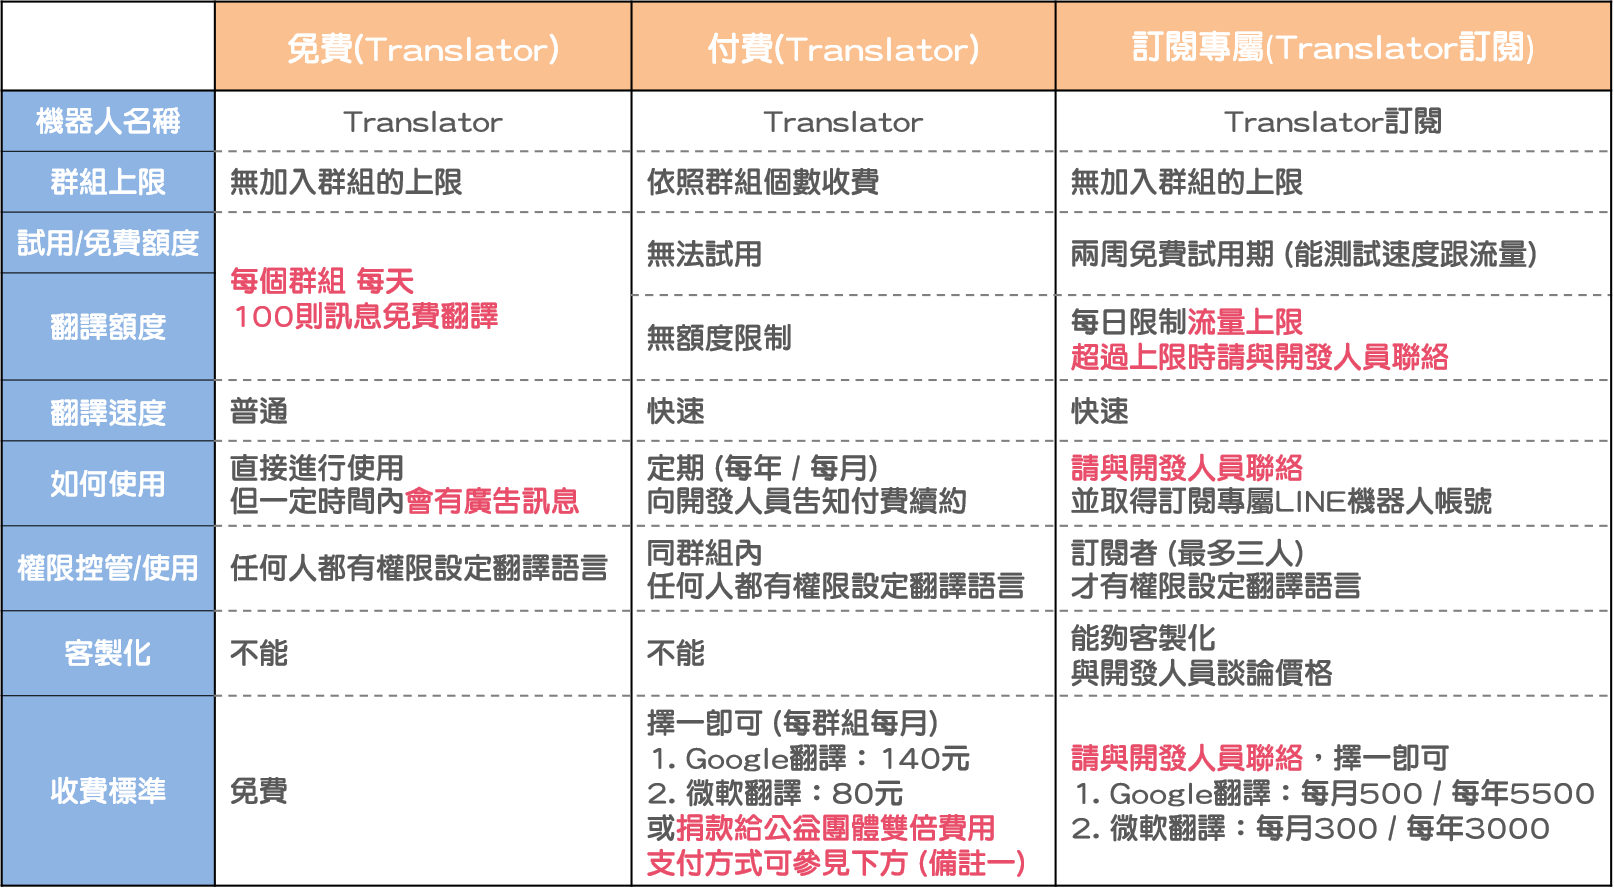 免費(Translator)
付費(Translator)
訂閱專屬(Translator訂閱)
機器人名稱
Translator
Translator
Translator訂閱
群組上限
無加入群組的上限
依照群組個數收費
無加入群組的上限
試用/免費額度
每個群組 每天
100則訊息免費翻譯
無法試用
兩周免費試用期 (能測試速度跟流量)
翻譯額度
無額度限制
每日限制流量上限
超過上限時請與開發人員聯絡
翻譯速度
普通
快速
快速
如何使用
直接進行使用
但一定時間內會有廣告訊息
定期 (每年 / 每月)
向開發人員告知付費續約
請與開發人員聯絡
並取得訂閱專屬LINE機器人帳號
權限控管/使用
任何人都有權限設定翻譯語言
同群組內
任何人都有權限設定翻譯語言
訂閱者 (最多三人)
才有權限設定翻譯語言
客製化
不能
不能
能夠客製化
與開發人員談論價格
收費標準
免費
擇一即可 (每群組每月)
1. Google翻譯：140元
2. 微軟翻譯：80元
或捐款給公益團體雙倍費用
支付方式可參見下方 (備註一)
請與開發人員聯絡，擇一即可
1. Google翻譯：每月500 / 每年5500
2. 微軟翻譯：每月300 / 每年3000